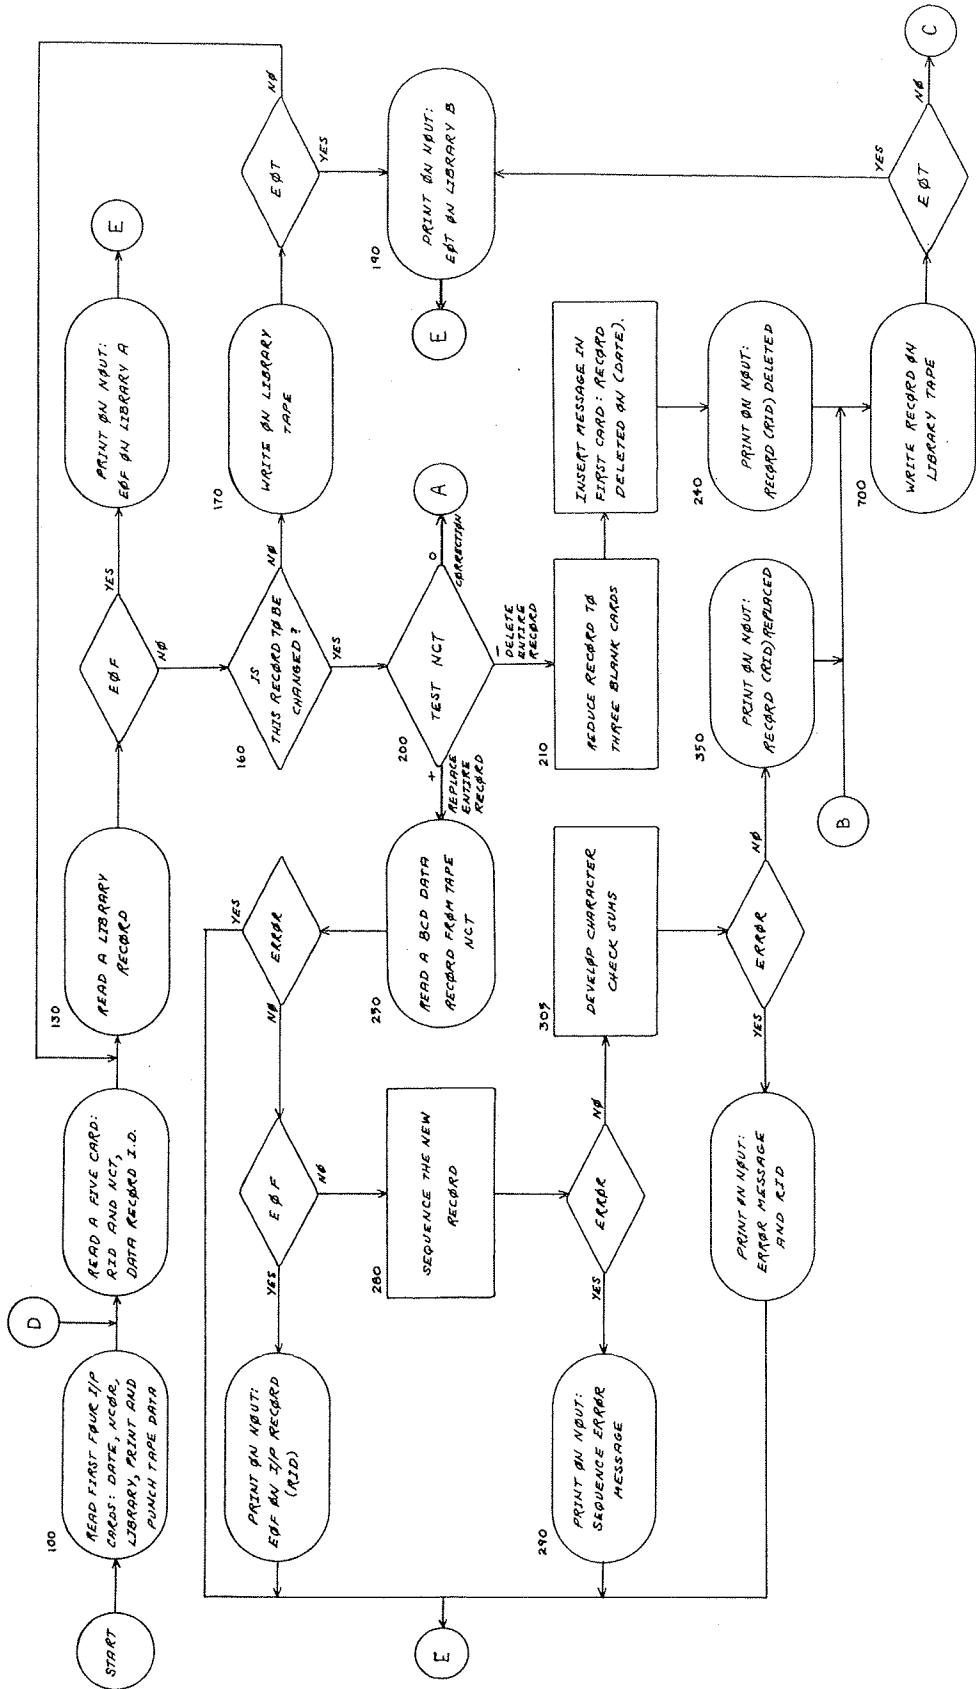 START
100
READ FIRST FØUR I/P
CARDS: DATE, NCØR,
LIBRARY, PRINT AND
PUNCH TAPE DATA
D
READ A FIVE CARD:
RID AND NCT,
DATA RECØRD I.D.
130
READ A LIBRARY
RECØRD
EØF
YES
NØ
PRINT ØN NØUT:
EØF ØN LIBRARY A
E
160
IS
THIS RECØRD TØ BE
CHANGED?
NØ
YES
170
WRITE ØN LIBRARY
TAPE
EØT
NØ
YES
190
PRINT ØN NØUT:
EØT ØN LIBRARY B
E
200
TEST NCT
O
CØRRECTIØN
A
+
REPLACE
ENTIRE
RECØRD
−
DELETE
ENTIRE
RECØRD
250
READ A BCD DATA
RECØRD FRØM TAPE
NCT
ERRØR
YES
NØ
EØF
YES
NØ
PRINT ØN NØUT:
EØF ØN I/P RECØRD
(RID)
E
280
SEQUENCE THE NEW
RECØRD
ERRØR
YES
NØ
290
PRINT ØN NØUT:
SEQUENCE ERRØR
MESSAGE
305
DEVELØP CHARACTER
CHECK SUMS
ERRØR
YES
NØ
PRINT ØN NØUT:
ERRØR MESSAGE
AND RID
350
PRINT ØN NØUT:
RECØRD (RID) REPLACED
B
210
REDUCE RECØRD TØ
THREE BLANK CARDS
INSERT MESSAGE IN
FIRST CARD: RECØRD
DELETED ØN (DATE).
240
PRINT ØN NØUT:
RECØRD (RID) DELETED
700
WRITE RECØRD ØN
LIBRARY TAPE
EØT
YES
NØ
C